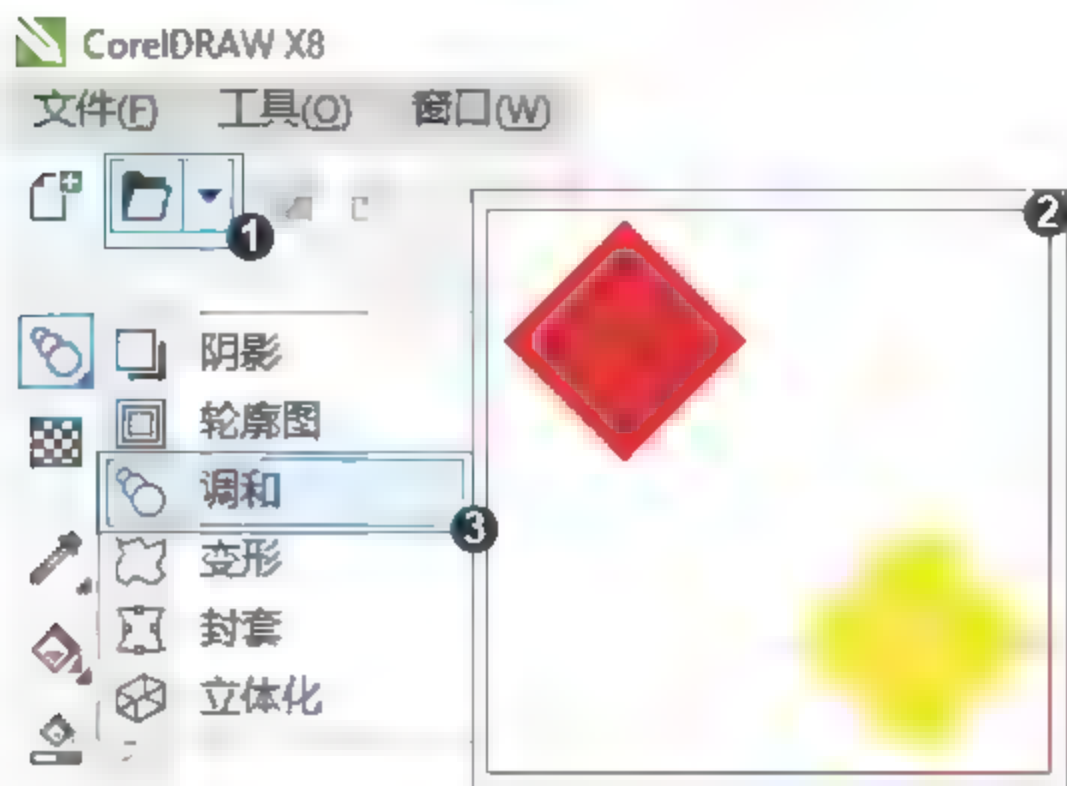 CorelDRAW X8
文件(F) 工具(O) 窗口(W)
1
2
阴影
轮廓图
调和
3
变形
封套
立体化